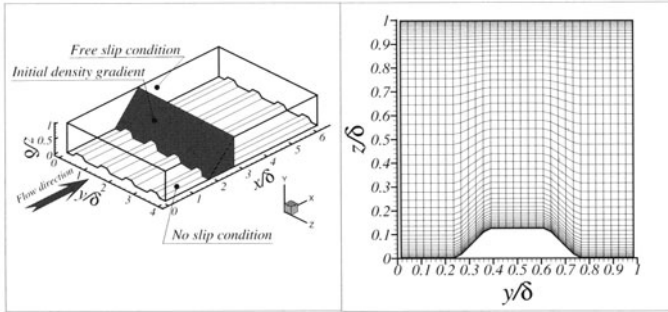 Free slip condition
Initial density gradient
1
0.5
0
0
1
2
3
4
y/δ
Flow direction
0
1
2
3
4
5
6
x/δ
No slip condition
Y
X
Z
1
0.9
0.8
0.7
0.6
0.5
0.4
0.3
0.2
0.1
0
z/δ
0 0.1 0.2 0.3 0.4 0.5 0.6 0.7 0.8 0.9 1
y/δ